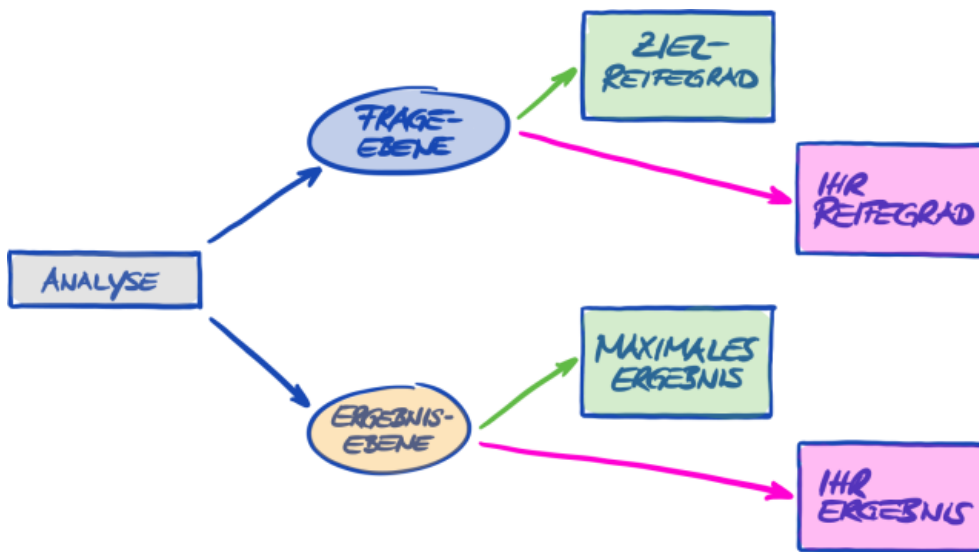 ZIEL-
REIFEGRAD
FRAGE-
EBENE
IHR
REIFEGRAD
ANALYSE
MAXIMALES
ERGEBNIS
ERGEBNIS-
EBENE
IHR
ERGEBNIS